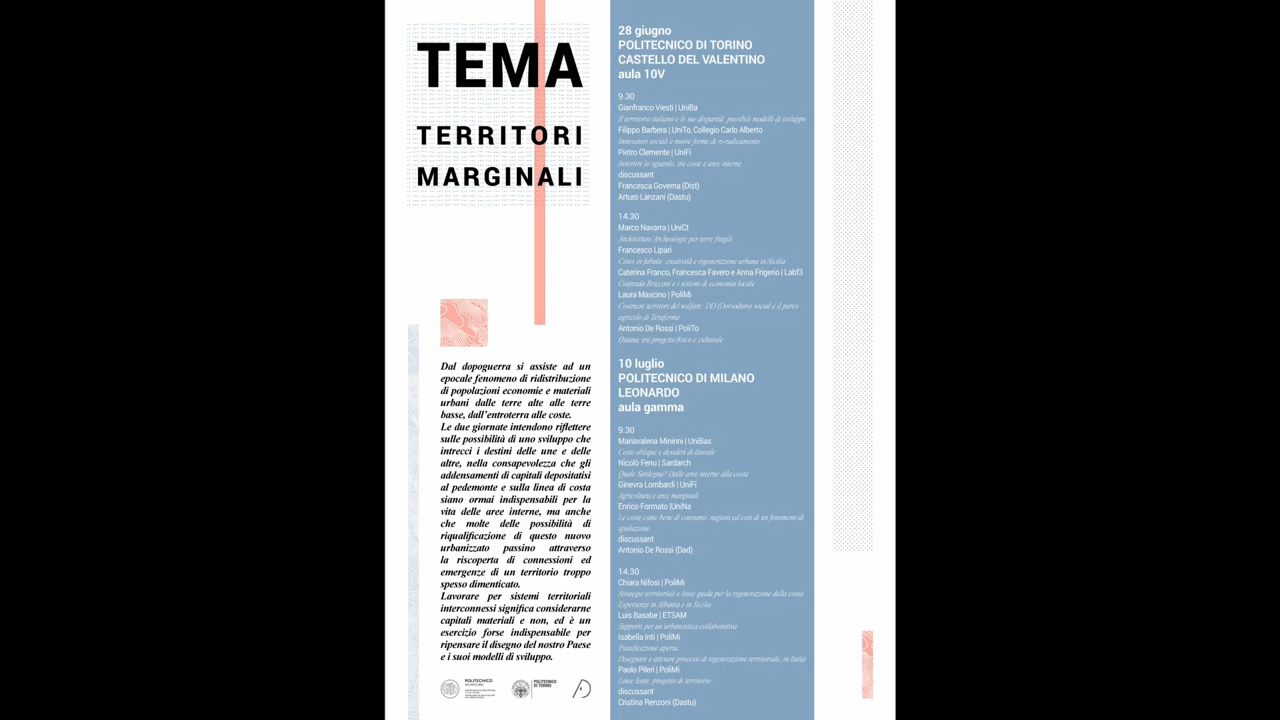 TEMA
TERRITORI
MARGINALI
Dal dopoguerra si assiste ad un
epocale fenomeno di ridistribuzione
di popolazioni economie e materiali
urbani dalle terre alte alle terre
basse, dall'entroterra alle coste.
Le due giornate intendono riflettere
sulle possibilità di uno sviluppo che
intrecci i destini delle une e delle
altre, nella consapevolezza che gli
addensamenti di capitali depositatisi
al pedemonte e sulla linea di costa
siano ormai indispensabili per la
vita delle aree interne, ma anche
che molte delle possibilità di
riqualificazione di questo nuovo
urbanizzato passino attraverso
la riscoperta di connessioni ed
emergenze di un territorio troppo
spesso dimenticato.
Lavorare per sistemi territoriali
interconnessi significa considerarne
capitali materiali e non, ed è un
esercizio forse indispensabile per
ripensare il disegno del nostro Paese
e i suoi modelli di sviluppo.
POLITECNICO
POLITECNICO
DI TORINO
28 giugno
POLITECNICO DI TORINO
CASTELLO DEL VALENTINO
aula 10V
9.30
Gianfranco Viesti | UniBa
Il territorio italiano e le sue disparità: possibili modelli di sviluppo
Filippo Barbera | UniTo, Collegio Carlo Alberto
Innovatori sociali e nuove forme di ri-radicamento
Pietro Clemente | UniFi
Invertire lo sguardo, tra coste e aree interne
discussant
Francesca Governa (Dist)
Arturo Lanzani (Dastu)
14.30
Marco Navarra | UniCt
Architetture Archeologie per terre fragili
Francesco Lipari
Cities in fabula: creatività e rigenerazione urbana in Sicilia
Caterina Franco, Francesca Favero e Anna Frigerio | Labf3
Contrada Bricconi e i sistemi di economia locale
Laura Mascino | PoliMi
Costruire territori del welfare: DD (Dorsoduro) social e il parco
agricolo di Teraferma
Antonio De Rossi | PoliTo
Ostana, tra progetto fisico e culturale
10 luglio
POLITECNICO DI MILANO
LEONARDO
aula gamma
9.30
Mariavaleria Mininni | UniBas
Coste oblique e desideri di litorale
Nicolò Fenu | Sardarch
Quale Sardegna? Dalle aree interne alla costa
Ginevra Lombardi | UniFi
Agricoltura e aree marginali
Enrico Formato |UniNa
Le coste come bene di consumo: ragioni ed esiti di un fenomeno di
spoliazione
discussant
Antonio De Rossi (Dad)
14.30
Chiara Nifosì | PoliMi
Strategie territoriali e linee guida per la rigenerazione della costa
Esperienze in Albania e in Sicilia
Luis Basabe | ETSAM
Supporti per un'urbanistica collaborativa
Isabella Inti | PoliMi
Pianificazione aperta.
Disegnare e attivare processi di rigenerazione territoriale, in Italia
Paolo Pileri | PoliMi
Linee lente, progetto di territorio
discussant
Cristina Renzoni (Dastu)